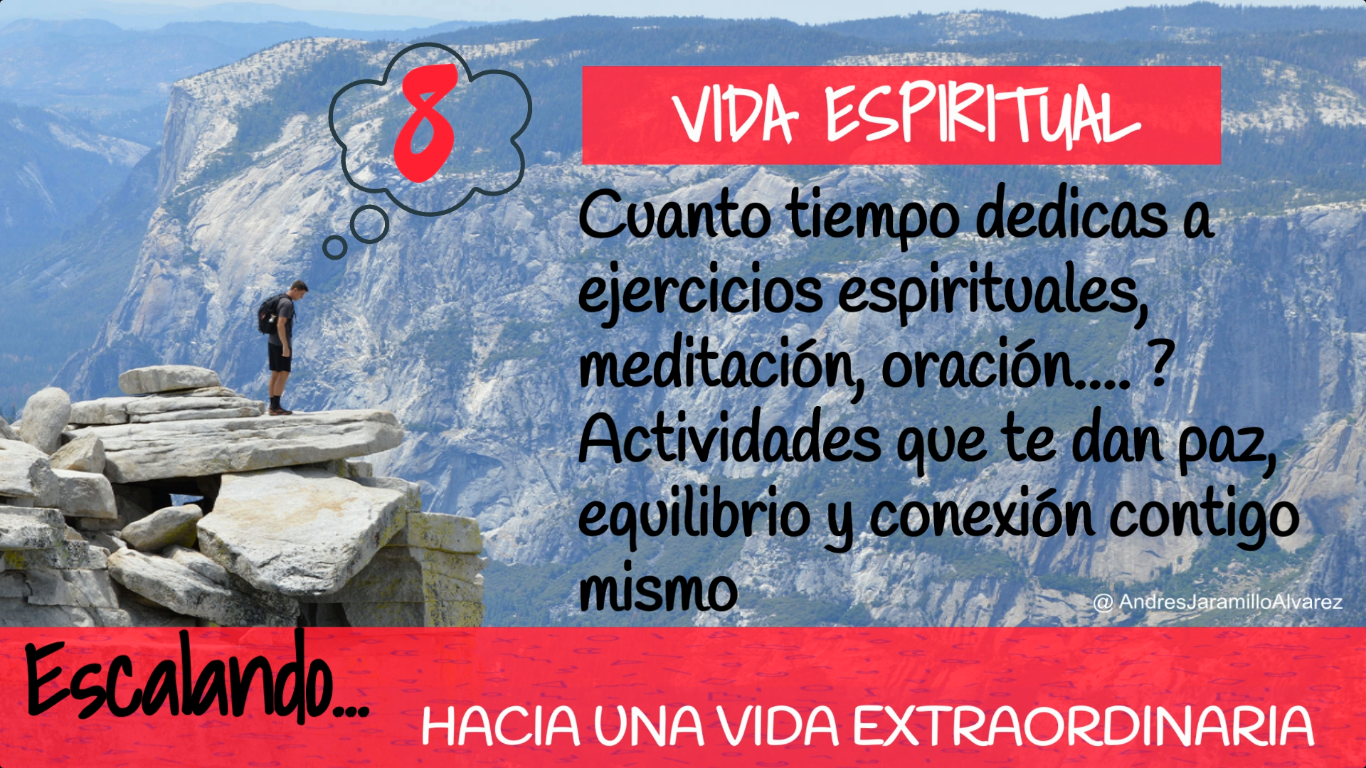 8
VIDA ESPIRITUAL
Cuanto tiempo dedicas a
ejercicios espirituales,
meditación, oración.... ?
Actividades que te dan paz,
equilibrio y conexión contigo
mismo
@ AndresJaramilloAlvarez
Escalando...
HACIA UNA VIDA EXTRAORDINARIA